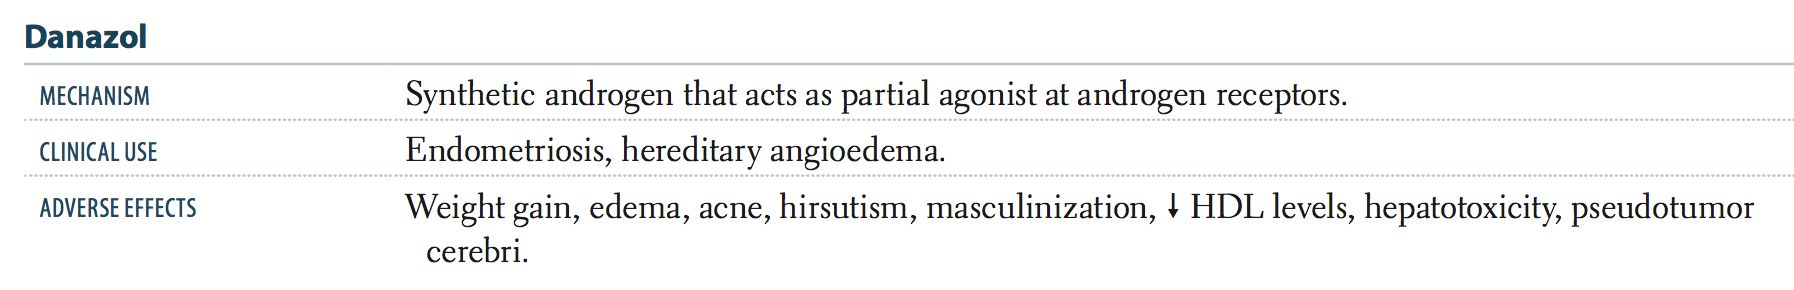 Danazol
MECHANISM Synthetic androgen that acts as partial agonist at androgen receptors.
CLINICAL USE Endometriosis, hereditary angioedema.
ADVERSE EFFECTS Weight gain, edema, acne, hirsutism, masculinization, ↓ HDL levels, hepatotoxicity, pseudotumor
cerebri.